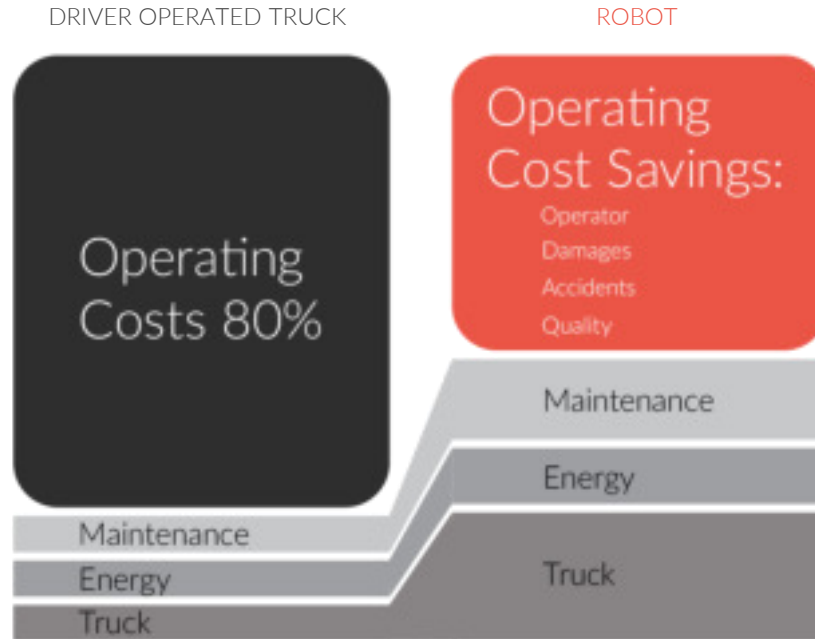 DRIVER OPERATED TRUCK
ROBOT
Operating
Costs 80%
Maintenance
Energy
Truck
Operating
Cost Savings:
Operator
Damages
Accidents
Quality
Maintenance
Energy
Truck